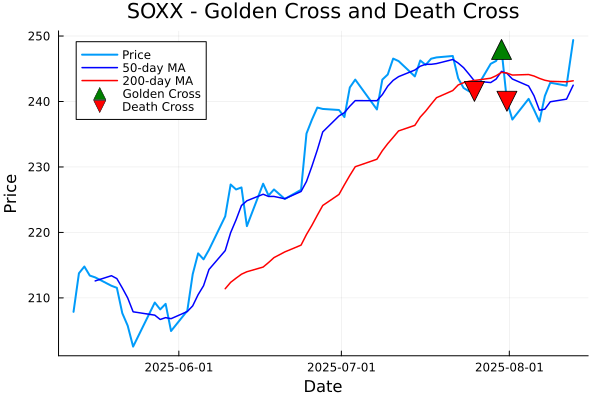 SOXX - Golden Cross and Death Cross
250
240
230
220
210
Price
Price
50-day MA
200-day MA
Golden Cross
Death Cross
2025-06-01
2025-07-01
2025-08-01
Date